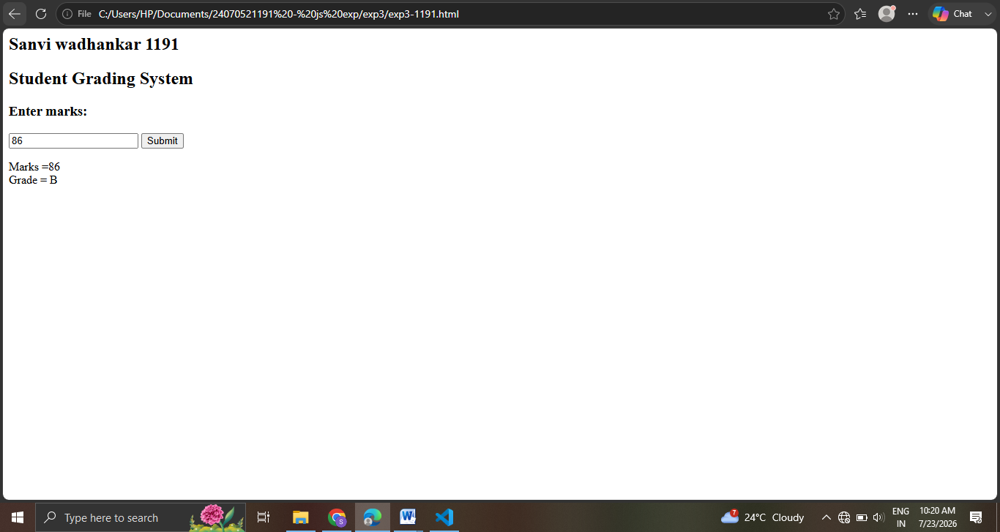 File C:/Users/HP/Documents/24070521191%20-%20js%20exp/exp3/exp3-1191.html
Chat
Sanvi wadhankar 1191
Student Grading System
Enter marks:
86 Submit
Marks =86
Grade = B
Type here to search
S
W
7
24°C Cloudy
ENG
IN
10:20 AM
7/23/2026